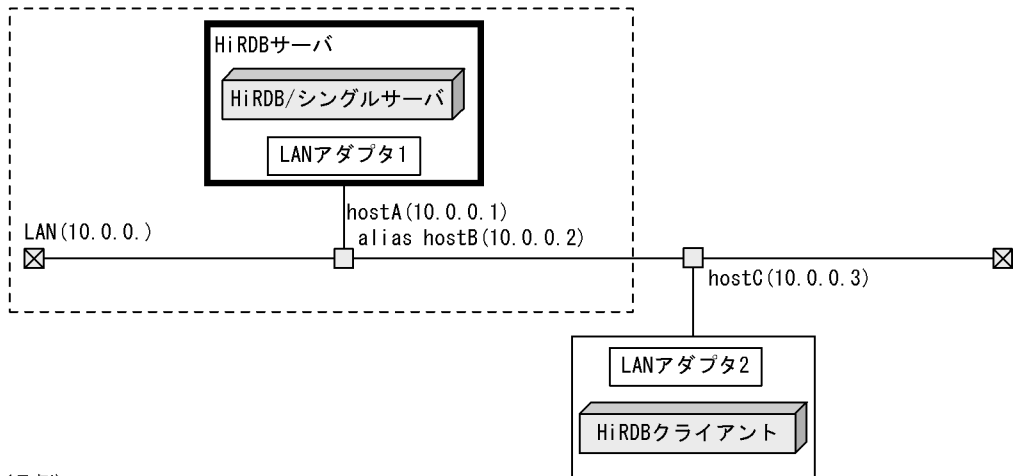 HiRDBサーバ
HiRDB/シングルサーバ
LANアダプタ1
hostA(10.0.0.1)
LAN(10.0.0.)
alias hostB(10.0.0.2)
hostC(10.0.0.3)
LANアダプタ2
HiRDBクライアント